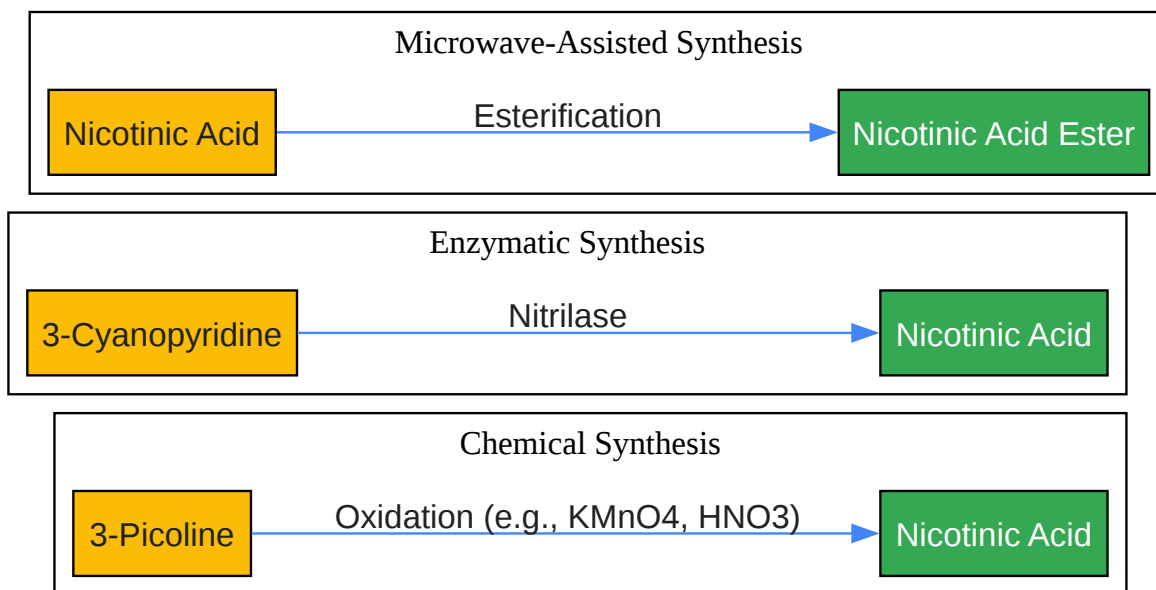 Microwave-Assisted Synthesis
Nicotinic Acid
Esterification
Nicotinic Acid Ester
Enzymatic Synthesis
3-Cyanopyridine
Nitrilase
Nicotinic Acid
Chemical Synthesis
3-Picoline
Oxidation (e.g., KMnO4, HNO3)
Nicotinic Acid